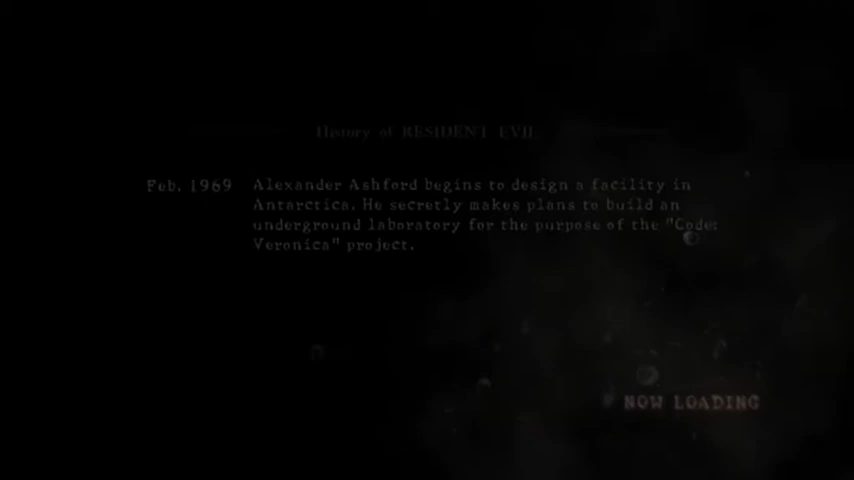 History of RESIDENT EVIL
Feb. 1969 Alexander Ashford begins to design a facility in
Antarctica. He secretly makes plans to build an
underground laboratory for the purpose of the "Code:
Veronica" project.
NOW LOADING